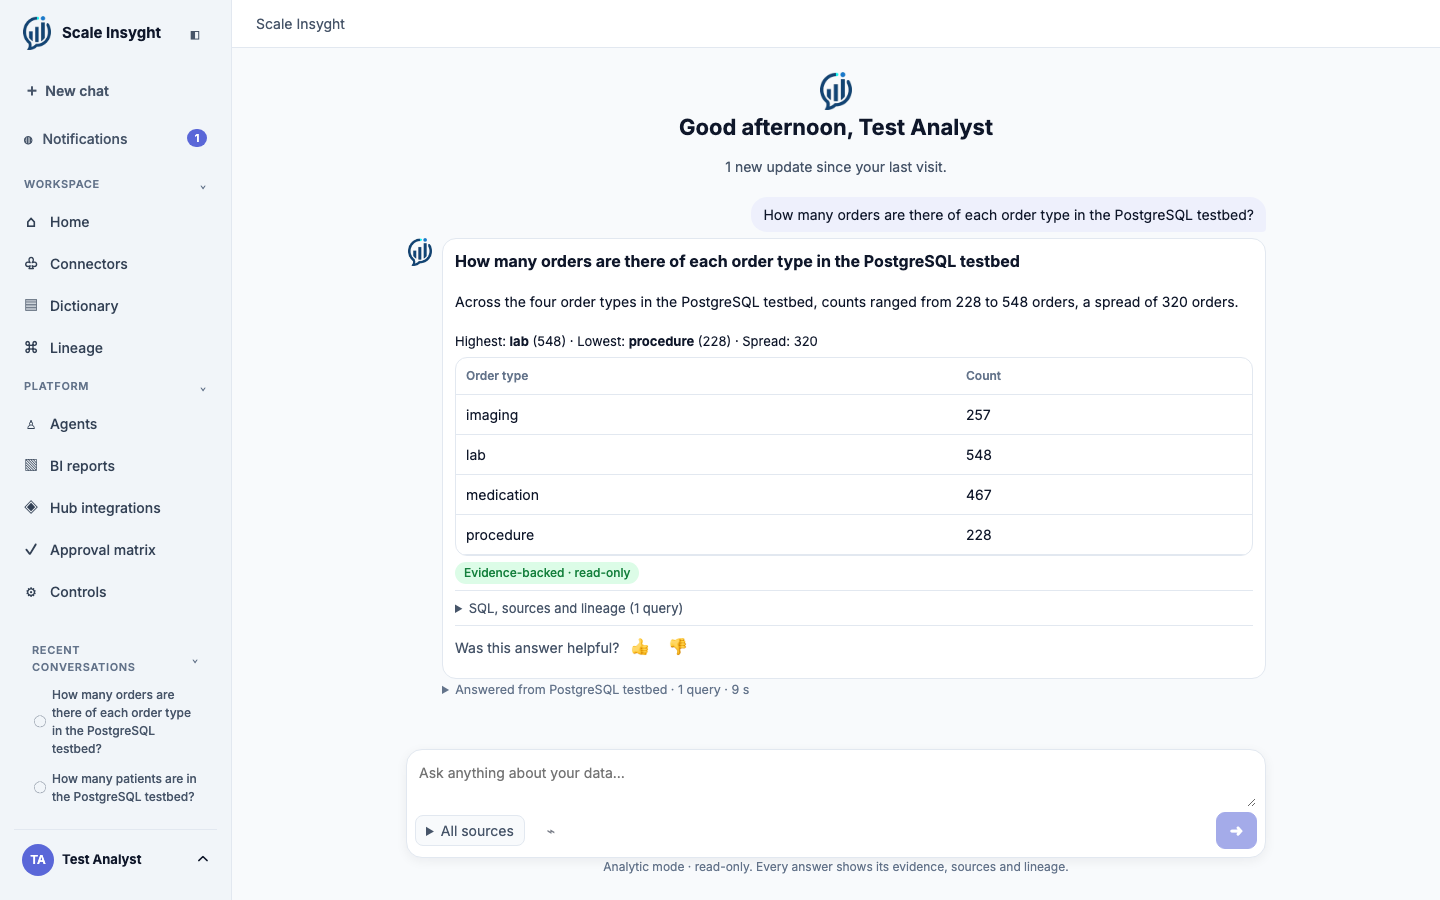 Scale Insyght
+ New chat
Notifications
1
WORKSPACE
Home
Connectors
Dictionary
Lineage
PLATFORM
Agents
BI reports
Hub integrations
Approval matrix
Controls
RECENT
CONVERSATIONS
How many orders are
there of each order type
in the PostgreSQL
testbed?
How many patients are in
the PostgreSQL testbed?
TA
Test Analyst
Scale Insyght
Good afternoon, Test Analyst
1 new update since your last visit.
How many orders are there of each order type in the PostgreSQL testbed?
How many orders are there of each order type in the PostgreSQL testbed
Across the four order types in the PostgreSQL testbed, counts ranged from 228 to 548 orders, a spread of 320 orders.
Highest: lab (548) · Lowest: procedure (228) · Spread: 320
Order type Count
imaging 257
lab 548
medication 467
procedure 228
Evidence-backed · read-only
SQL, sources and lineage (1 query)
Was this answer helpful? 👍 👎
Answered from PostgreSQL testbed · 1 query · 9 s
Ask anything about your data...
All sources
Analytic mode · read-only. Every answer shows its evidence, sources and lineage.